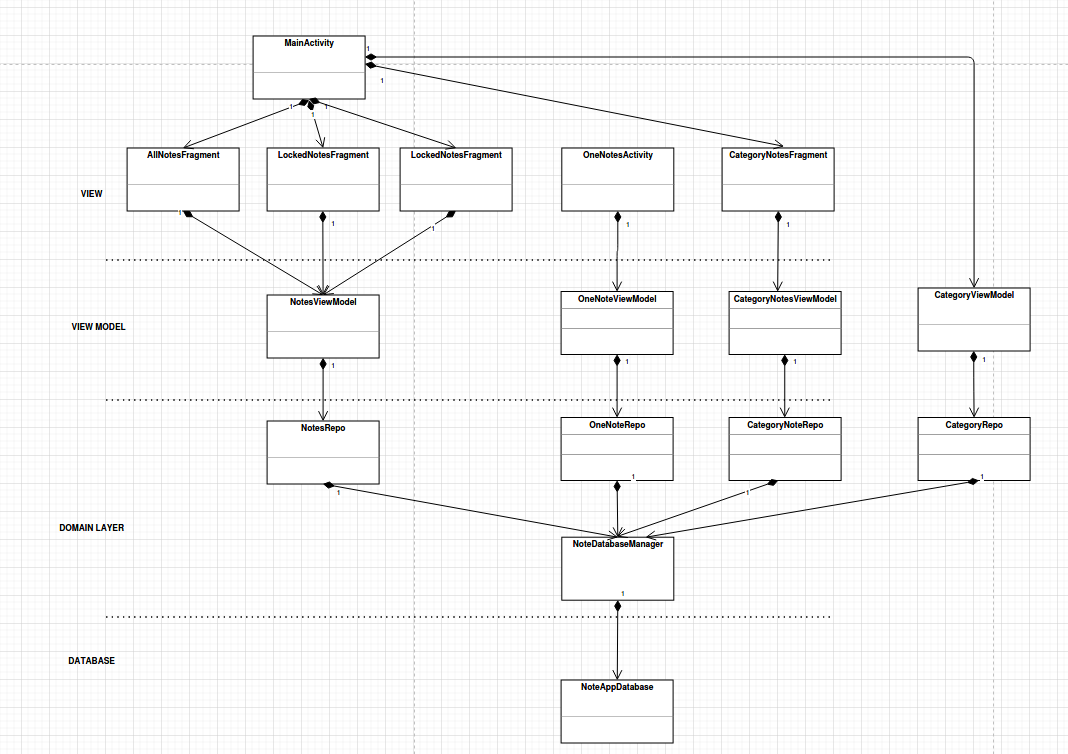 MainActivity
1
1
1
1
1
AllNotesFragment
LockedNotesFragment
LockedNotesFragment
OneNotesActivity
CategoryNotesFragment
VIEW
1
1
1
1
1
NotesViewModel
OneNoteViewModel
CategoryNotesViewModel
CategoryViewModel
VIEW MODEL
1
1
1
1
NotesRepo
OneNoteRepo
CategoryNoteRepo
CategoryRepo
1
1
1
1
DOMAIN LAYER
NoteDatabaseManager
1
DATABASE
NoteAppDatabase